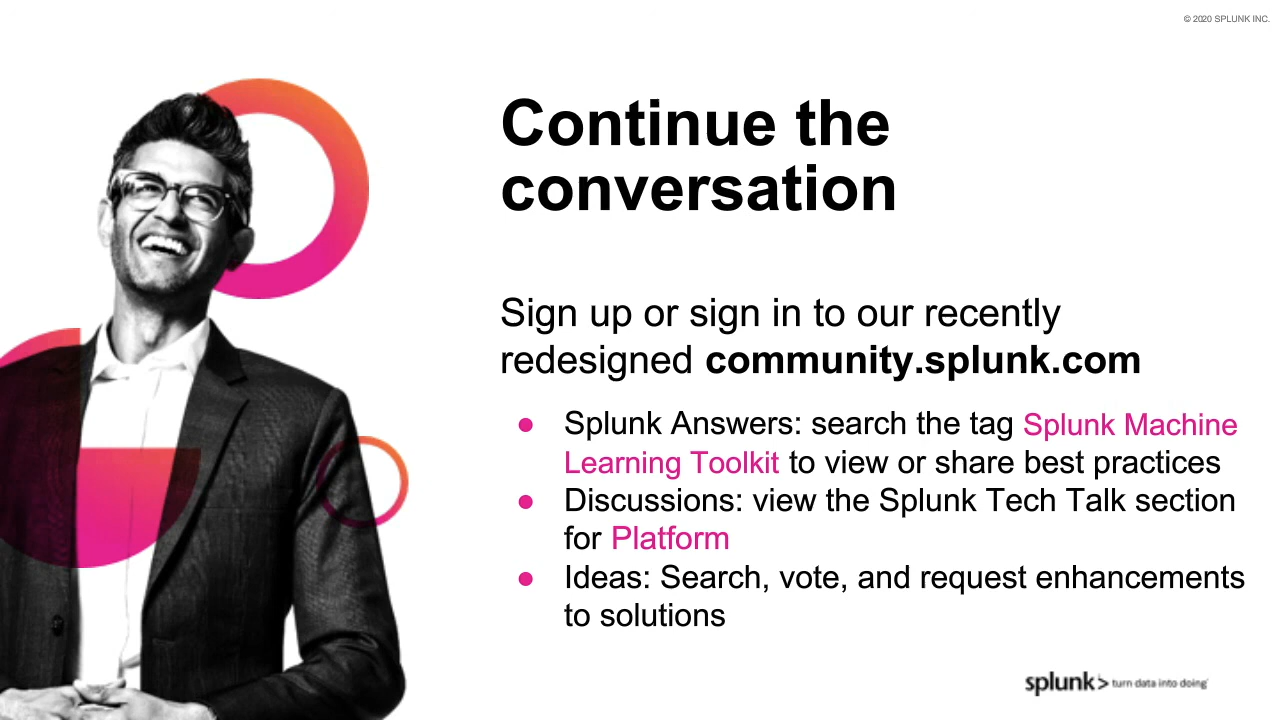 © 2020 SPLUNK INC.
Continue the
conversation
Sign up or sign in to our recently
redesigned community.splunk.com
● Splunk Answers: search the tag Splunk Machine
Learning Toolkit to view or share best practices
● Discussions: view the Splunk Tech Talk section
for Platform
● Ideas: Search, vote, and request enhancements
to solutions
splunk> turn data into doing